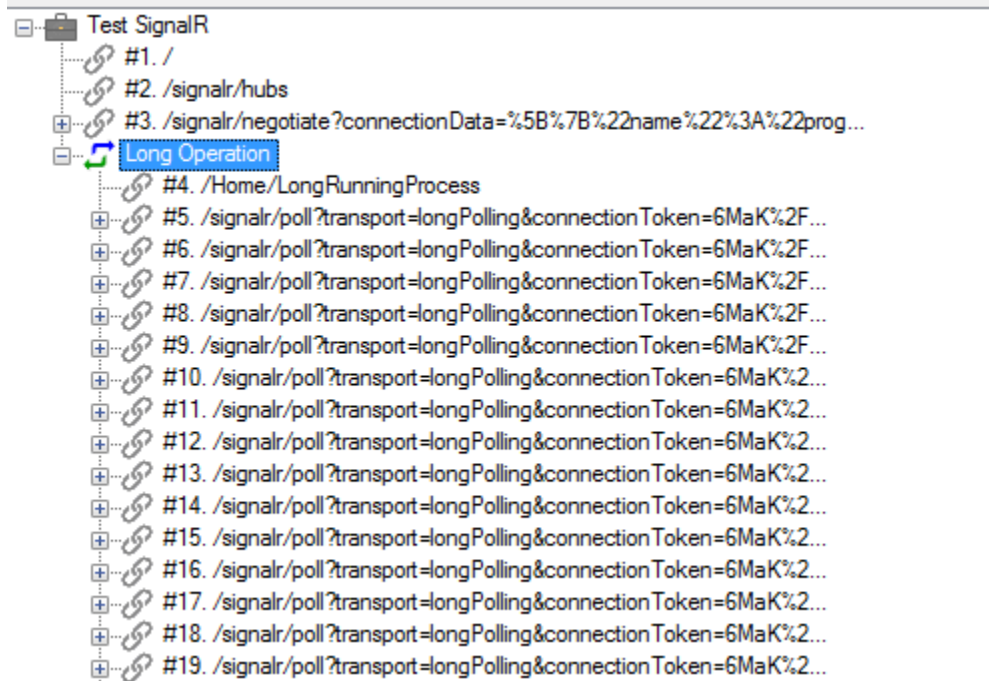 Test SignalR
#1. /
#2. /signalr/hubs
#3. /signalr/negotiate?connectionData=%5B%7B%22name%22%3A%22prog...
Long Operation
#4. /Home/LongRunningProcess
#5. /signalr/poll?transport=longPolling&connectionToken=6MaK%2F...
#6. /signalr/poll?transport=longPolling&connectionToken=6MaK%2F...
#7. /signalr/poll?transport=longPolling&connectionToken=6MaK%2F...
#8. /signalr/poll?transport=longPolling&connectionToken=6MaK%2F...
#9. /signalr/poll?transport=longPolling&connectionToken=6MaK%2F...
#10. /signalr/poll?transport=longPolling&connectionToken=6MaK%2...
#11. /signalr/poll?transport=longPolling&connectionToken=6MaK%2...
#12. /signalr/poll?transport=longPolling&connectionToken=6MaK%2...
#13. /signalr/poll?transport=longPolling&connectionToken=6MaK%2...
#14. /signalr/poll?transport=longPolling&connectionToken=6MaK%2...
#15. /signalr/poll?transport=longPolling&connectionToken=6MaK%2...
#16. /signalr/poll?transport=longPolling&connectionToken=6MaK%2...
#17. /signalr/poll?transport=longPolling&connectionToken=6MaK%2...
#18. /signalr/poll?transport=longPolling&connectionToken=6MaK%2...
#19. /signalr/poll?transport=longPolling&connectionToken=6MaK%2...